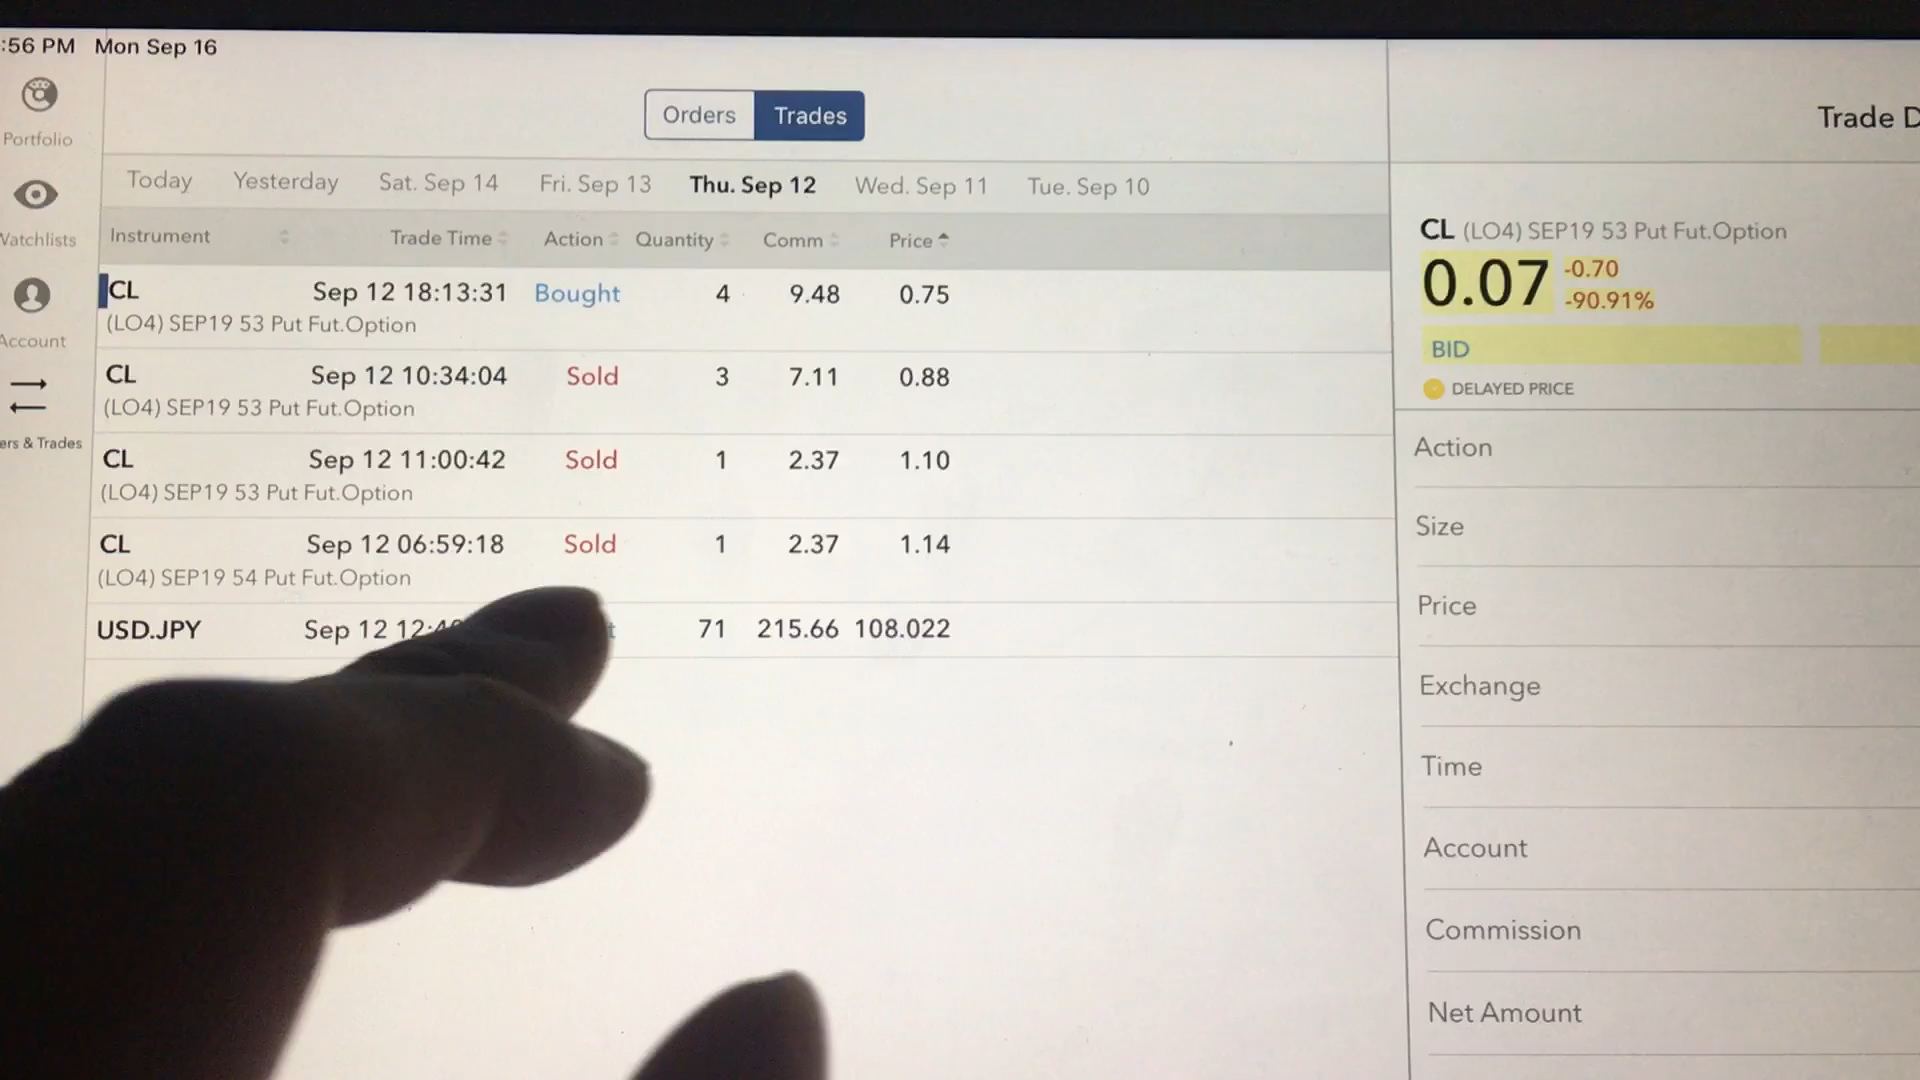 :56 PM Mon Sep 16
Portfolio
Watchlists
Account
ers & Trades
Orders Trades
Today Yesterday Sat. Sep 14 Fri. Sep 13 Thu. Sep 12 Wed. Sep 11 Tue. Sep 10
Instrument Trade Time Action Quantity Comm Price
CL Sep 12 18:13:31 Bought 4 9.48 0.75
(LO4) SEP19 53 Put Fut.Option
CL Sep 12 10:34:04 Sold 3 7.11 0.88
(LO4) SEP19 53 Put Fut.Option
CL Sep 12 11:00:42 Sold 1 2.37 1.10
(LO4) SEP19 53 Put Fut.Option
CL Sep 12 06:59:18 Sold 1 2.37 1.14
(LO4) SEP19 54 Put Fut.Option
USD.JPY Sep 12 71 215.66 108.022
Trade D
CL (LO4) SEP19 53 Put Fut.Option
0.07 -0.70
-90.91%
BID
DELAYED PRICE
Action
Size
Price
Exchange
Time
Account
Commission
Net Amount